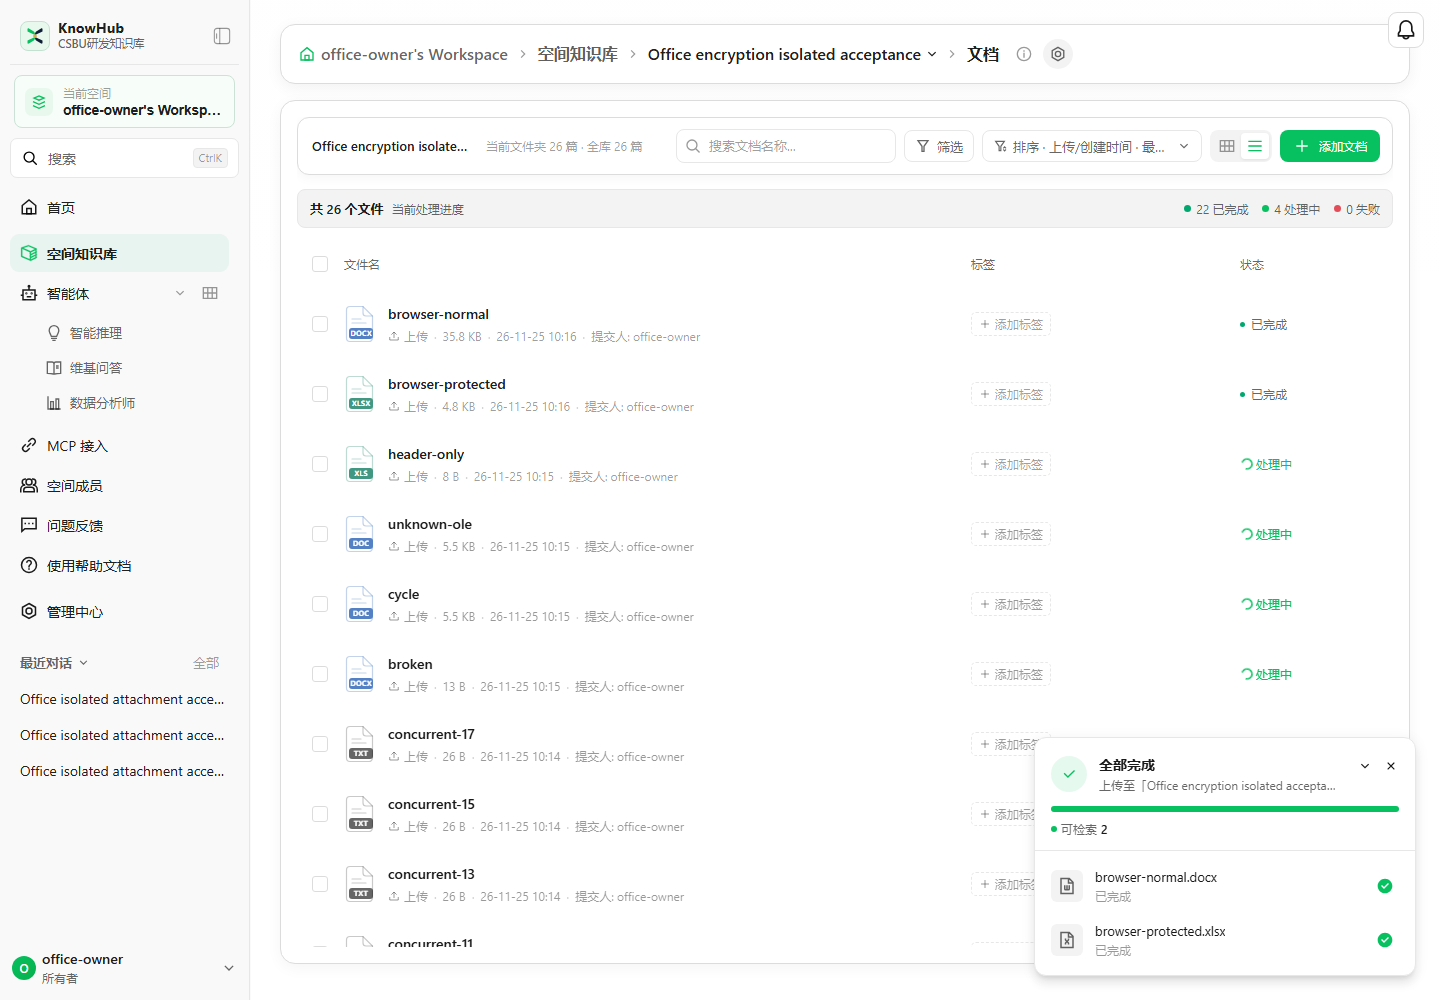 KnowHub
CSBU研发知识库
当前空间
office-owner's Worksp...
搜索
CtrlK
首页
空间知识库
智能体
智能推理
维基问答
数据分析师
MCP 接入
空间成员
问题反馈
使用帮助文档
管理中心
最近对话
全部
Office isolated attachment acce...
Office isolated attachment acce...
Office isolated attachment acce...
O
office-owner
所有者
office-owner's Workspace
空间知识库
Office encryption isolated acceptance
文档
Office encryption isolate...
当前文件夹 26 篇 · 全库 26 篇
搜索文档名称...
筛选
排序 · 上传/创建时间 · 最...
添加文档
共 26 个文件 当前处理进度
22 已完成
4 处理中
0 失败
文件名
标签
状态
DOCX
browser-normal
上传 · 35.8 KB · 26-11-25 10:16 · 提交人: office-owner
+ 添加标签
已完成
XLSX
browser-protected
上传 · 4.8 KB · 26-11-25 10:16 · 提交人: office-owner
+ 添加标签
已完成
XLS
header-only
上传 · 8 B · 26-11-25 10:15 · 提交人: office-owner
+ 添加标签
处理中
DOC
unknown-ole
上传 · 5.5 KB · 26-11-25 10:15 · 提交人: office-owner
+ 添加标签
处理中
DOC
cycle
上传 · 5.5 KB · 26-11-25 10:15 · 提交人: office-owner
+ 添加标签
处理中
DOCX
broken
上传 · 13 B · 26-11-25 10:15 · 提交人: office-owner
+ 添加标签
处理中
TXT
concurrent-17
上传 · 26 B · 26-11-25 10:14 · 提交人: office-owner
+ 添加标
TXT
concurrent-15
上传 · 26 B · 26-11-25 10:14 · 提交人: office-owner
+ 添加标
TXT
concurrent-13
上传 · 26 B · 26-11-25 10:14 · 提交人: office-owner
+ 添加标
concurrent-11
全部完成
上传至「Office encryption isolated accepta...
可检索 2
browser-normal.docx
已完成
browser-protected.xlsx
已完成